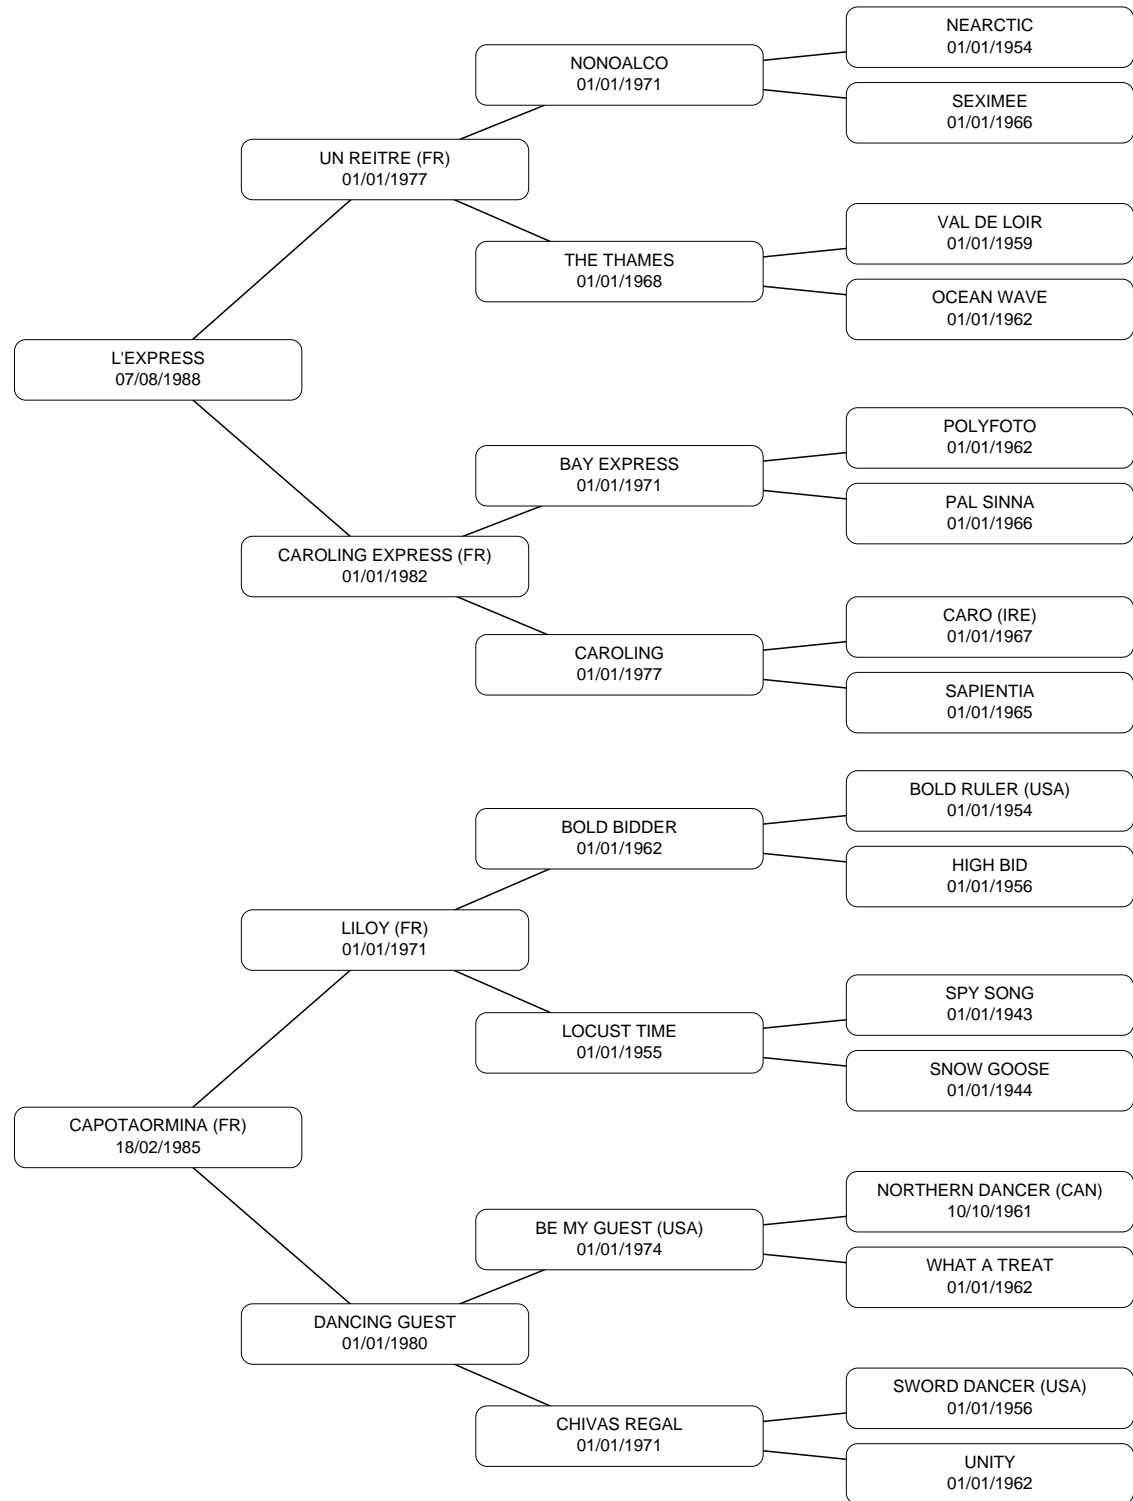 NEARCTIC
01/01/1954
NONOALCO
01/01/1971
SEXIMEE
01/01/1966
UN REITRE (FR)
01/01/1977
VAL DE LOIR
01/01/1959
THE THAMES
01/01/1968
OCEAN WAVE
01/01/1962
L'EXPRESS
07/08/1988
POLYFOTO
01/01/1962
BAY EXPRESS
01/01/1971
PAL SINNA
01/01/1966
CAROLING EXPRESS (FR)
01/01/1982
CARO (IRE)
01/01/1967
CAROLING
01/01/1977
SAPIENTIA
01/01/1965
BOLD RULER (USA)
01/01/1954
BOLD BIDDER
01/01/1962
HIGH BID
01/01/1956
LILOY (FR)
01/01/1971
SPY SONG
01/01/1943
LOCUST TIME
01/01/1955
SNOW GOOSE
01/01/1944
CAPOTAORMINA (FR)
18/02/1985
NORTHERN DANCER (CAN)
10/10/1961
BE MY GUEST (USA)
01/01/1974
WHAT A TREAT
01/01/1962
DANCING GUEST
01/01/1980
SWORD DANCER (USA)
01/01/1956
CHIVAS REGAL
01/01/1971
UNITY
01/01/1962